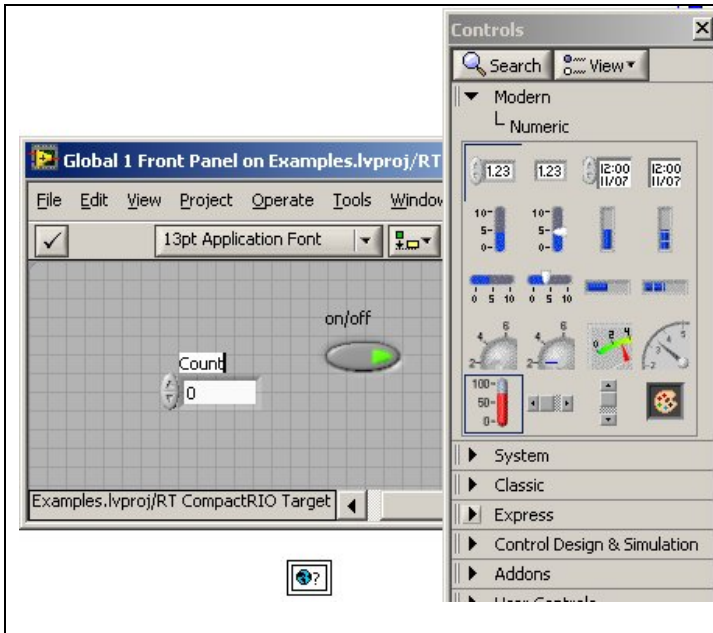 Controls
Search View
Modern
Numeric
1.23 1.23 12:00 11/07 12:00 11/07
10- 10-
5- 5-
0- 0-
0 5 10 0 5 10
4 6 4 6 0 2 4
2 2
100-
50-
0-
System
Classic
Express
Control Design & Simulation
Addons
User Controls
Global 1 Front Panel on Examples.lvproj/RT
File Edit View Project Operate Tools Window
13pt Application Font
on/off
Count
0
Examples.lvproj/RT CompactRIO Target
?